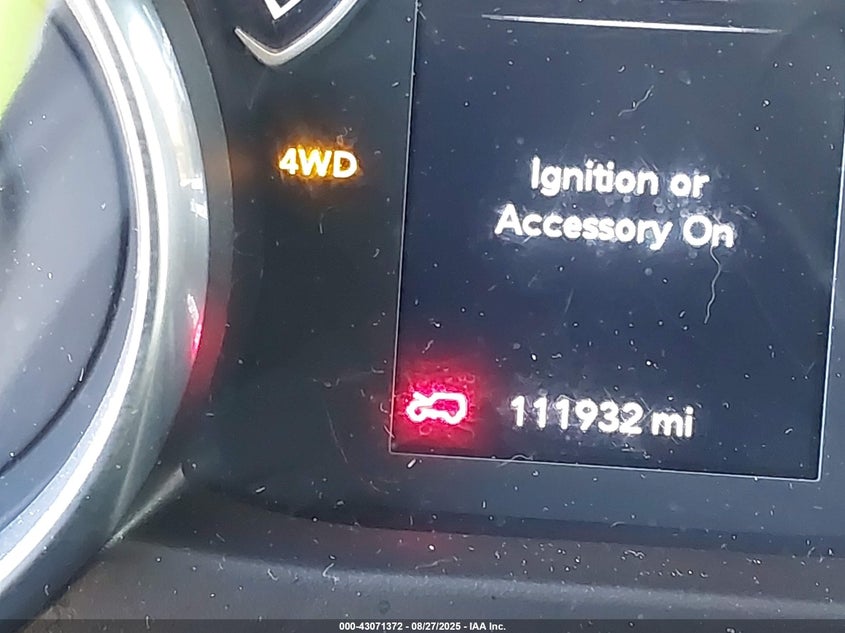 4WD
Ignition or
Accessory On
111932 mi
000-43071372 - 08/27/2025 - IAA Inc.